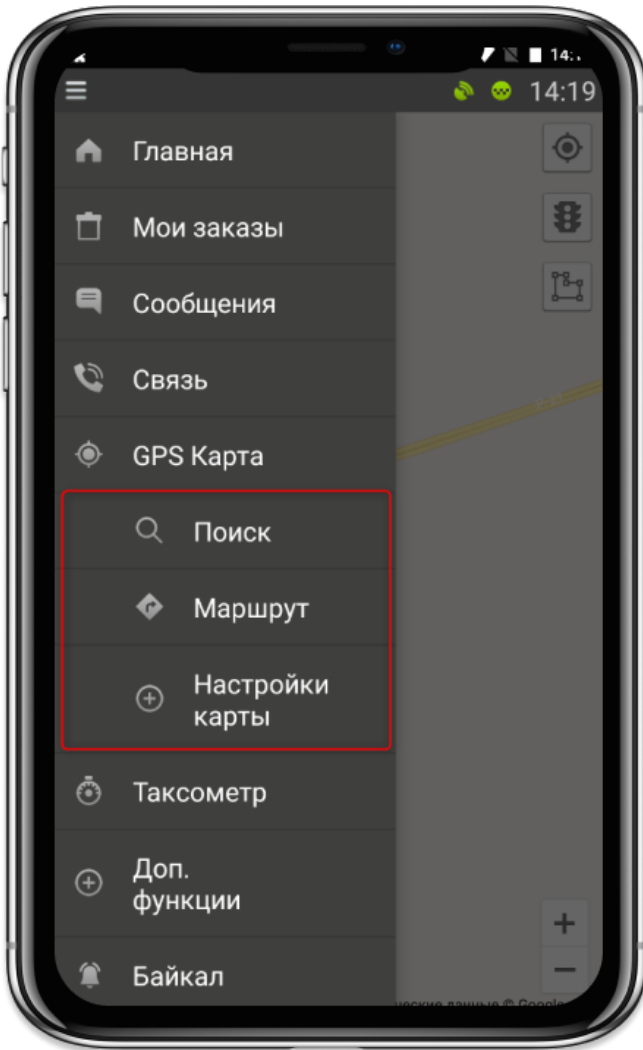 14:19
Главная
Мои заказы
Сообщения
Связь
GPS Карта
Поиск
Маршрут
Настройки
карты
Таксометр
Доп.
функции
Байкал
+
−